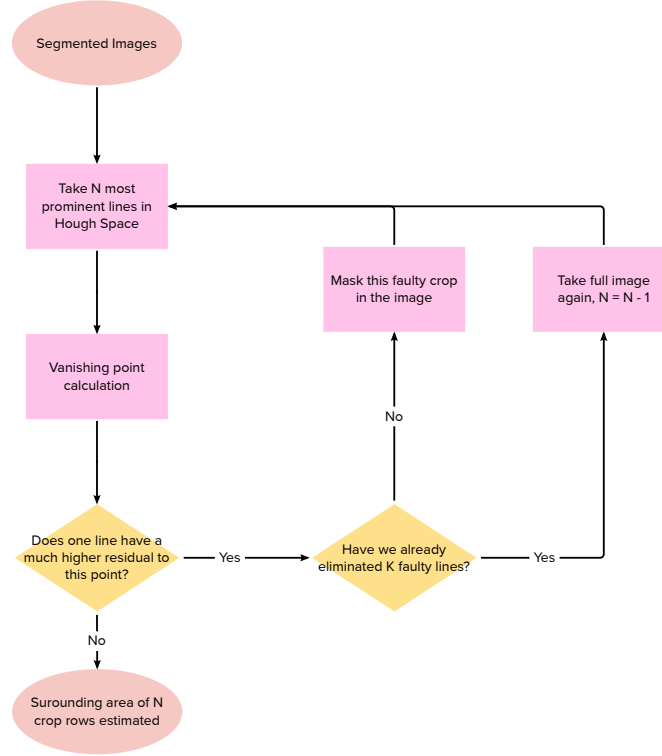 Segmented Images
Take N most
prominent lines in
Hough Space
Mask this faulty crop
in the image
Take full image
again, N = N - 1
Vanishing point
calculation
No
Does one line have a
much higher residual to
this point?
Yes
Have we already
eliminated K faulty lines?
Yes
No
Surounding area of N
crop rows estimated